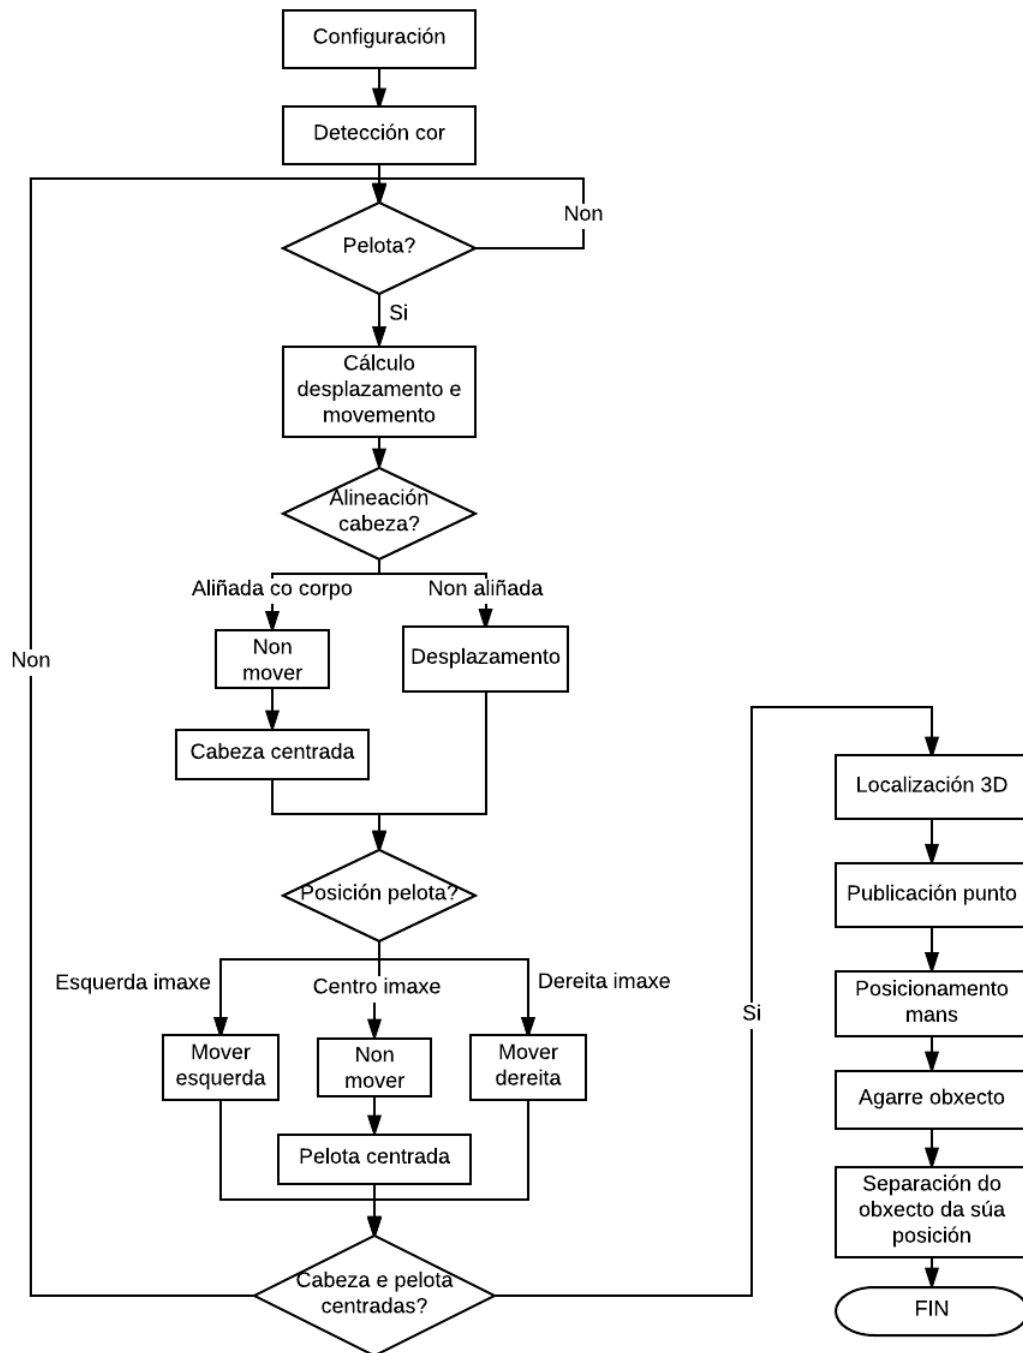 Configuración
Detección cor
Non
Pelota?
Si
Cálculo
desplazamento e
movemento
Alineación
cabeza?
Aliñada co corpo
Non aliñada
Non
mover
Desplazamento
Non
Cabeza centrada
Posición pelota?
Esquerda imaxe
Centro imaxe
Dereita imaxe
Mover
esquerda
Non
mover
Mover
dereita
Pelota centrada
Cabeza e pelota
centradas?
Si
Localización 3D
Publicación punto
Posicionamento
mans
Agarre obxecto
Separación do
obxecto da súa
posición
FIN